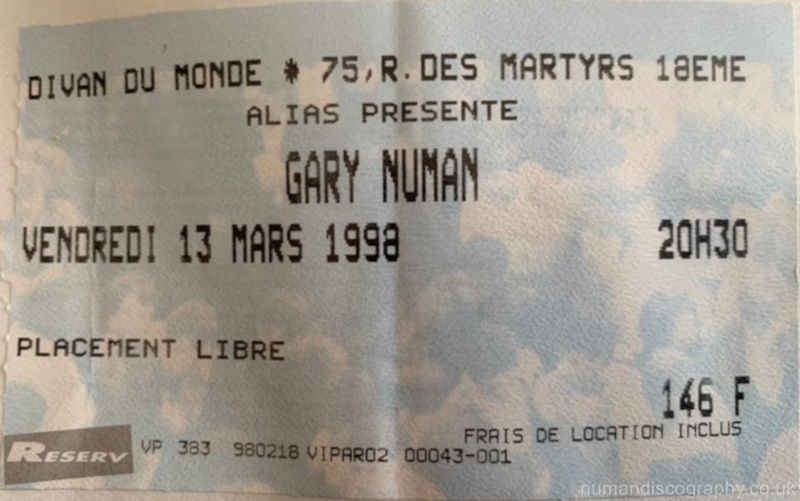 DIVAN DU MONDE * 75,R.DES MARTYRS 18EME
ALIAS PRESENTE
GARY NUMAN
VENDREDI 13 MARS 1998 20H30
PLACEMENT LIBRE
146 F
FRAIS DE LOCATION INCLUS
RESERV VP 383 980218 VIPAR02 00043-001
numandiscography.co.uk